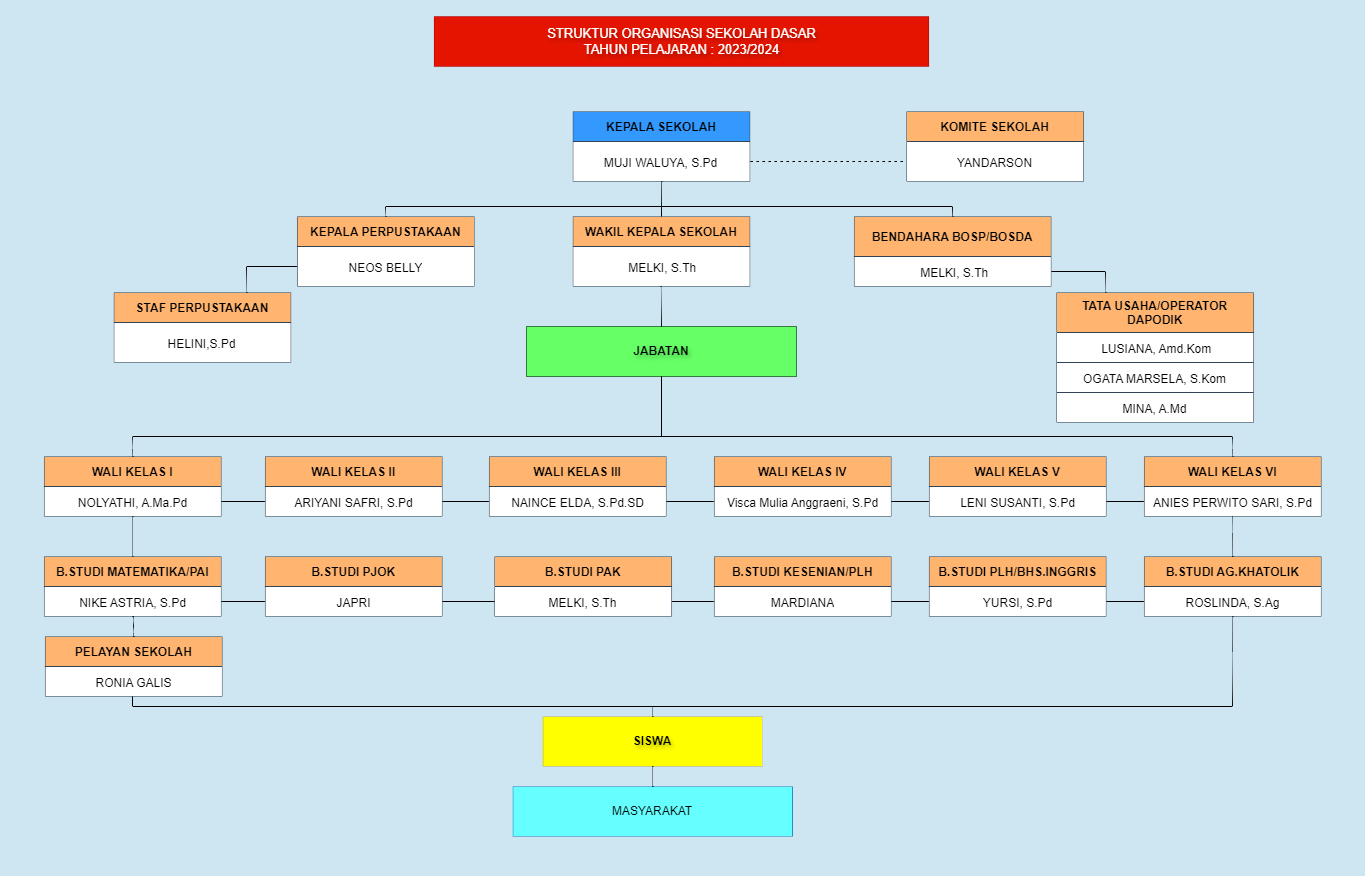 STRUKTUR ORGANISASI SEKOLAH DASAR
TAHUN PELAJARAN : 2023/2024
KEPALA SEKOLAH
MUJI WALUYA, S.Pd
KOMITE SEKOLAH
YANDARSON
KEPALA PERPUSTAKAAN
NEOS BELLY
WAKIL KEPALA SEKOLAH
MELKI, S.Th
BENDAHARA BOSP/BOSDA
MELKI, S.Th
STAF PERPUSTAKAAN
HELINI,S.Pd
TATA USAHA/OPERATOR
DAPODIK
LUSIANA, Amd.Kom
OGATA MARSELA, S.Kom
MINA, A.Md
JABATAN
WALI KELAS I
NOLYATHI, A.Ma.Pd
WALI KELAS II
ARIYANI SAFRI, S.Pd
WALI KELAS III
NAINCE ELDA, S.Pd.SD
WALI KELAS IV
Visca Mulia Anggraeni, S.Pd
WALI KELAS V
LENI SUSANTI, S.Pd
WALI KELAS VI
ANIES PERWITO SARI, S.Pd
B.STUDI MATEMATIKA/PAI
NIKE ASTRIA, S.Pd
B.STUDI PJOK
JAPRI
B.STUDI PAK
MELKI, S.Th
B.STUDI KESENIAN/PLH
MARDIANA
B.STUDI PLH/BHS.INGGRIS
YURSI, S.Pd
B.STUDI AG.KHATOLIK
ROSLINDA, S.Ag
PELAYAN SEKOLAH
RONIA GALIS
SISWA
MASYARAKAT